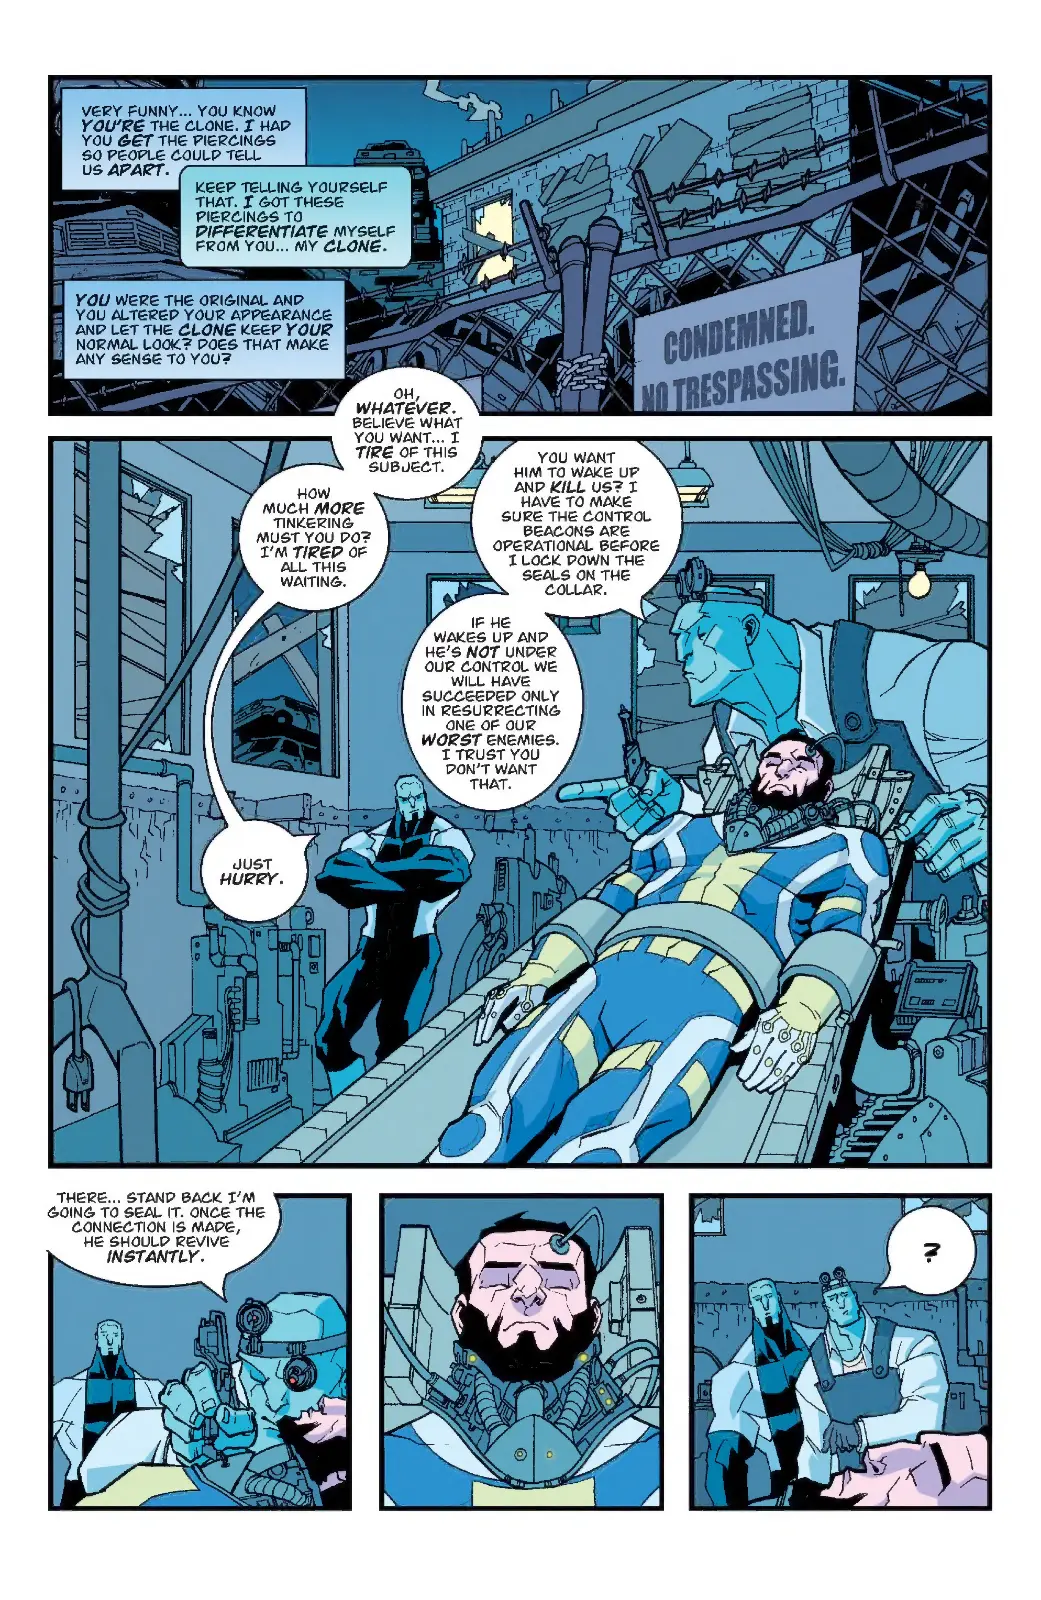 VERY FUNNY... YOU KNOW
YOU'RE THE CLONE. I HAD
YOU GET THE PIERCINGS
SO PEOPLE COULD TELL
US APART.
KEEP TELLING YOURSELF
THAT. I GOT THESE
PIERCINGS TO
DIFFERENTIATE MYSELF
FROM YOU... MY CLONE.
YOU WERE THE ORIGINAL AND
YOU ALTERED YOUR APPEARANCE
AND LET THE CLONE KEEP YOUR
NORMAL LOOK? DOES THAT MAKE
ANY SENSE TO YOU?
CONDEMNED.
NO TRESPASSING.
OH,
WHATEVER.
BELIEVE WHAT
YOU WANT... I
TIRE OF THIS
SUBJECT.
HOW
MUCH MORE
TINKERING
MUST YOU DO?
I'M TIRED OF
ALL THIS
WAITING.
YOU WANT
HIM TO WAKE UP
AND KILL US? I
HAVE TO MAKE
SURE THE CONTROL
BEACONS ARE
OPERATIONAL BEFORE
I LOCK DOWN THE
SEALS ON THE
COLLAR.
IF HE
WAKES UP AND
HE'S NOT UNDER
OUR CONTROL WE
WILL HAVE
SUCCEEDED ONLY
IN RESURRECTING
ONE OF OUR
WORST ENEMIES.
I TRUST YOU
DON'T WANT
THAT.
JUST
HURRY.
THERE... STAND BACK I'M
GOING TO SEAL IT. ONCE THE
CONNECTION IS MADE,
HE SHOULD REVIVE
INSTANTLY.
?